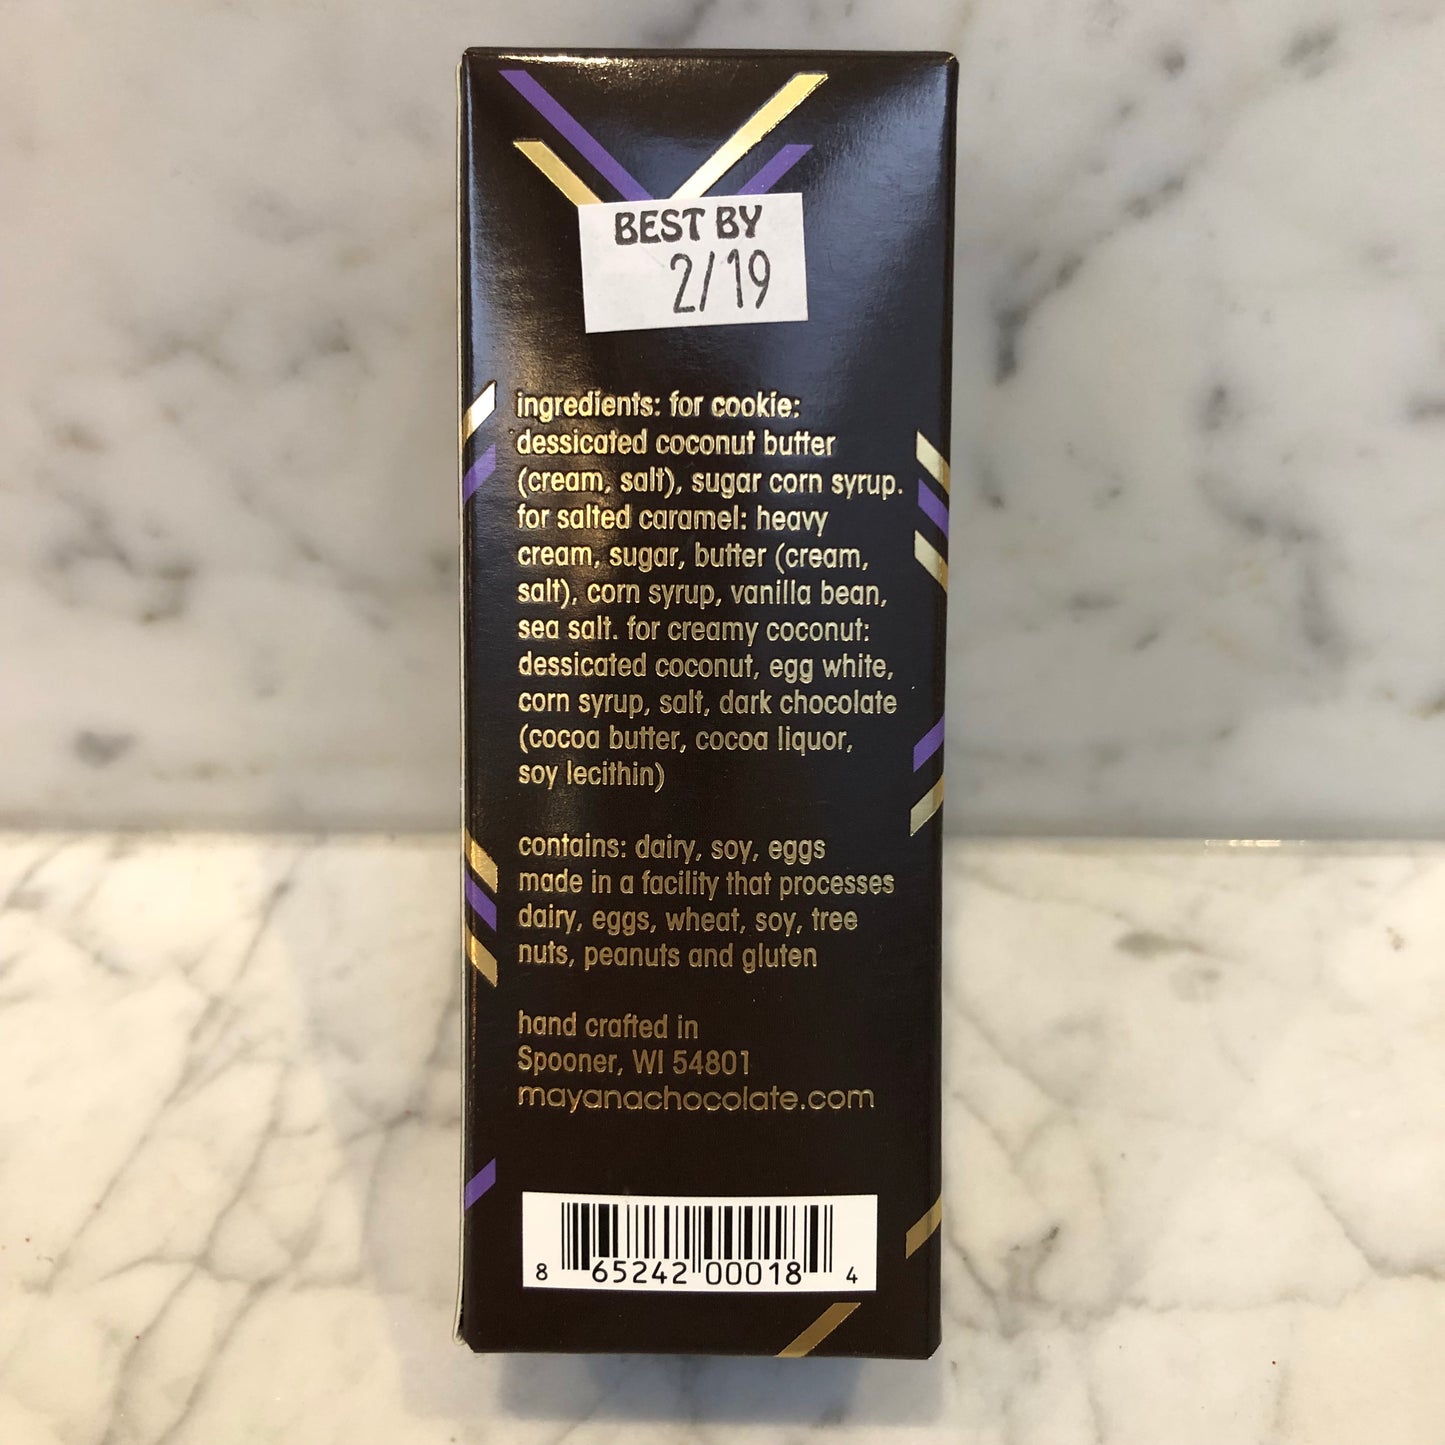 BEST BY
2/19
ingredients: for cookie:
dessicated coconut butter
(cream, salt), sugar corn syrup.
for salted caramel: heavy
cream, sugar, butter (cream,
salt), corn syrup, vanilla bean,
sea salt. for creamy coconut:
dessicated coconut, egg white,
corn syrup, salt, dark chocolate
(cocoa butter, cocoa liquor,
soy lecithin)
contains: dairy, soy, eggs
made in a facility that processes
dairy, eggs, wheat, soy, tree
nuts, peanuts and gluten
hand crafted in
Spooner, WI 54801
mayanachocolate.com
8 65242 00018 4